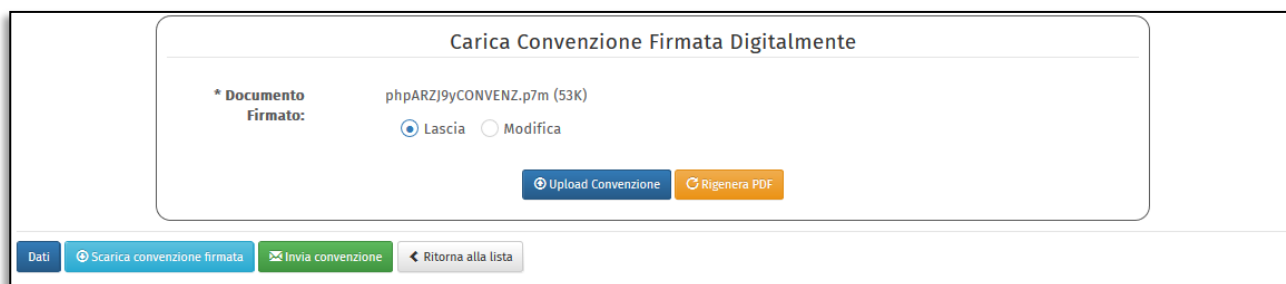 Carica Convenzione Firmata Digitalmente
* Documento Firmato:
phpARZJ9yCONVENZ.p7m (53K)
Lascia Modifica
Upload Convenzione Rigenera PDF
Dati Scarica convenzione firmata Invia convenzione Ritorna alla lista